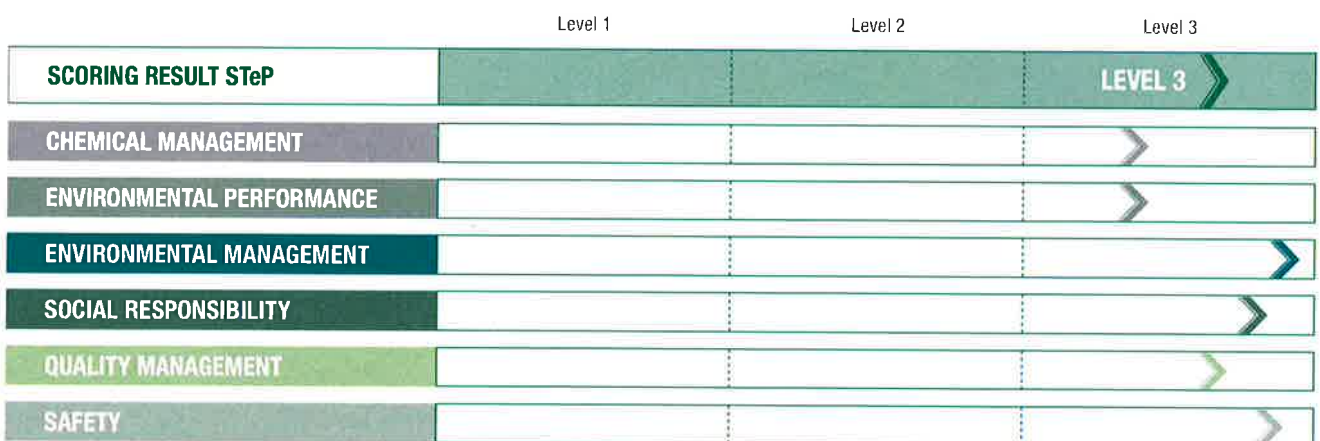 Level 1 Level 2 Level 3
SCORING RESULT STeP LEVEL 3
CHEMICAL MANAGEMENT
ENVIRONMENTAL PERFORMANCE
ENVIRONMENTAL MANAGEMENT
SOCIAL RESPONSIBILITY
QUALITY MANAGEMENT
SAFETY